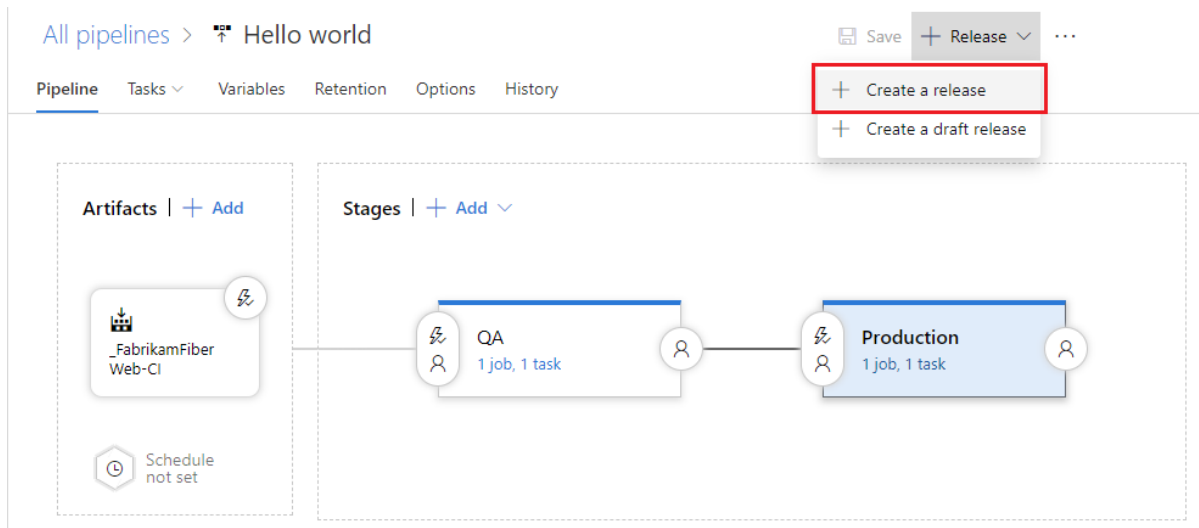 All pipelines > Hello world
Save
+ Release
...
Pipeline
Tasks
Variables
Retention
Options
History
+ Create a release
+ Create a draft release
Artifacts | + Add
Stages | + Add
_FabrikamFiber
Web-CI
QA
1 job, 1 task
Production
1 job, 1 task
Schedule
not set